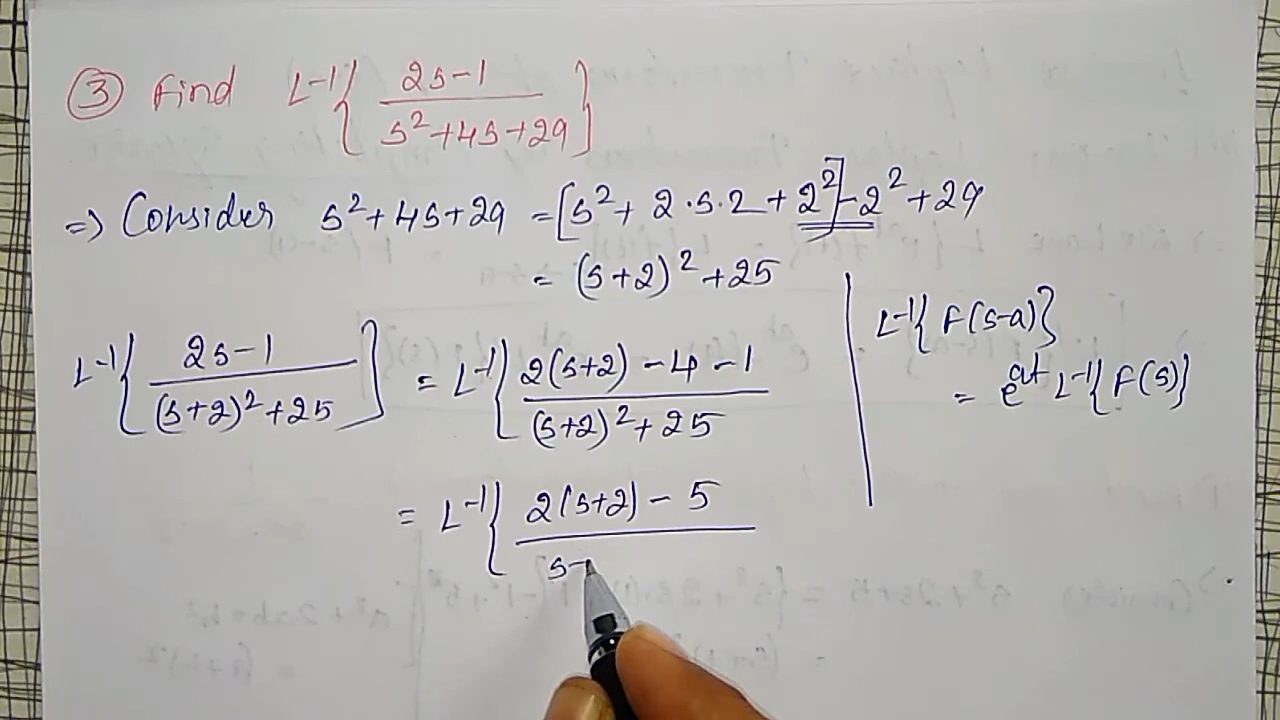 ③ Find L⁻¹{ (2s-1)/(s²+4s+29) }
=> Consider s²+4s+29 = [s²+ 2·s·2 + 2²]-2² +29
= (s+2)² +25
L⁻¹{ (2s-1)/((s+2)²+25) } = L⁻¹{ (2(s+2) -4 -1)/((s+2)²+25)
= L⁻¹{ (2(s+2) - 5)/(s+
L⁻¹{ F(s-a)}
= e^at L⁻¹{F(s)}